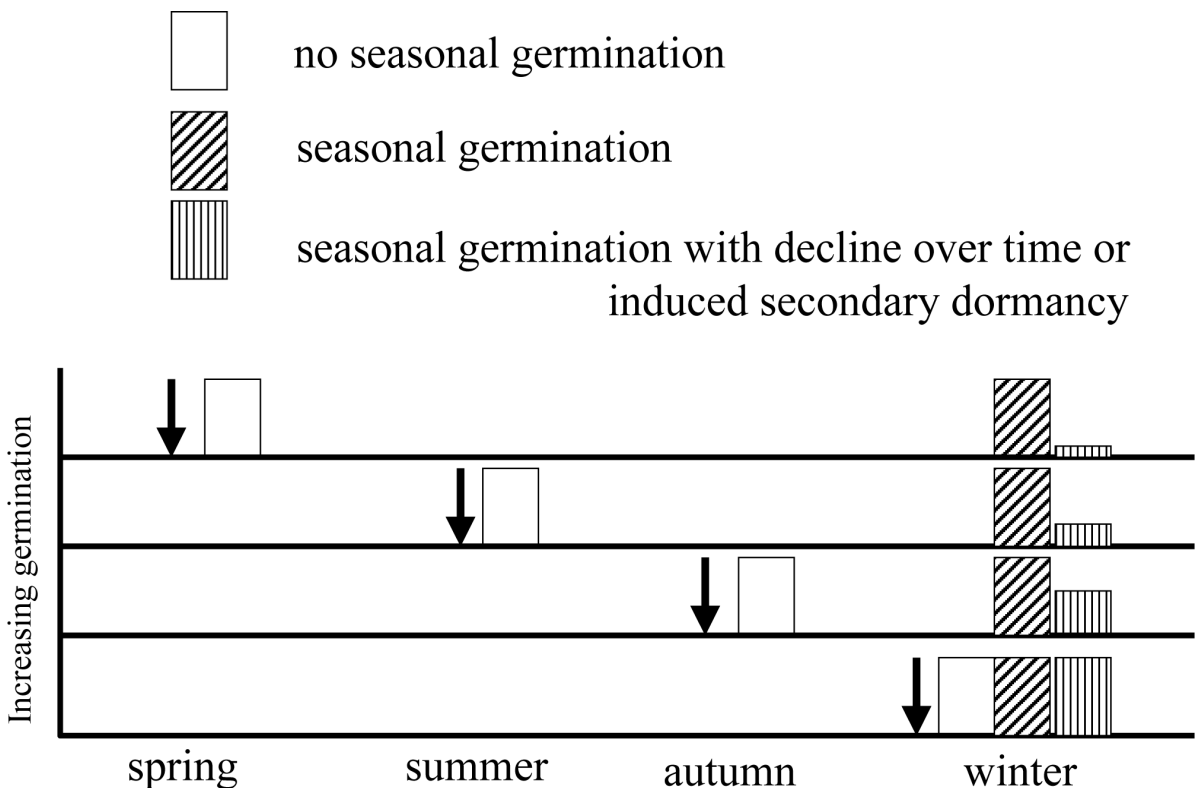 no seasonal germination
seasonal germination
seasonal germination with decline over time or
induced secondary dormancy
Increasing germination
spring
summer
autumn
winter